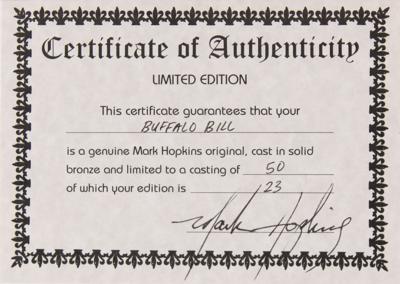 Certificate of Authenticity
LIMITED EDITION
This certificate guarantees that your
BUFFALO BILL
is a genuine Mark Hopkins original, cast in solid
bronze and limited to a casting of 50
of which your edition is 23
Mark Hopkins